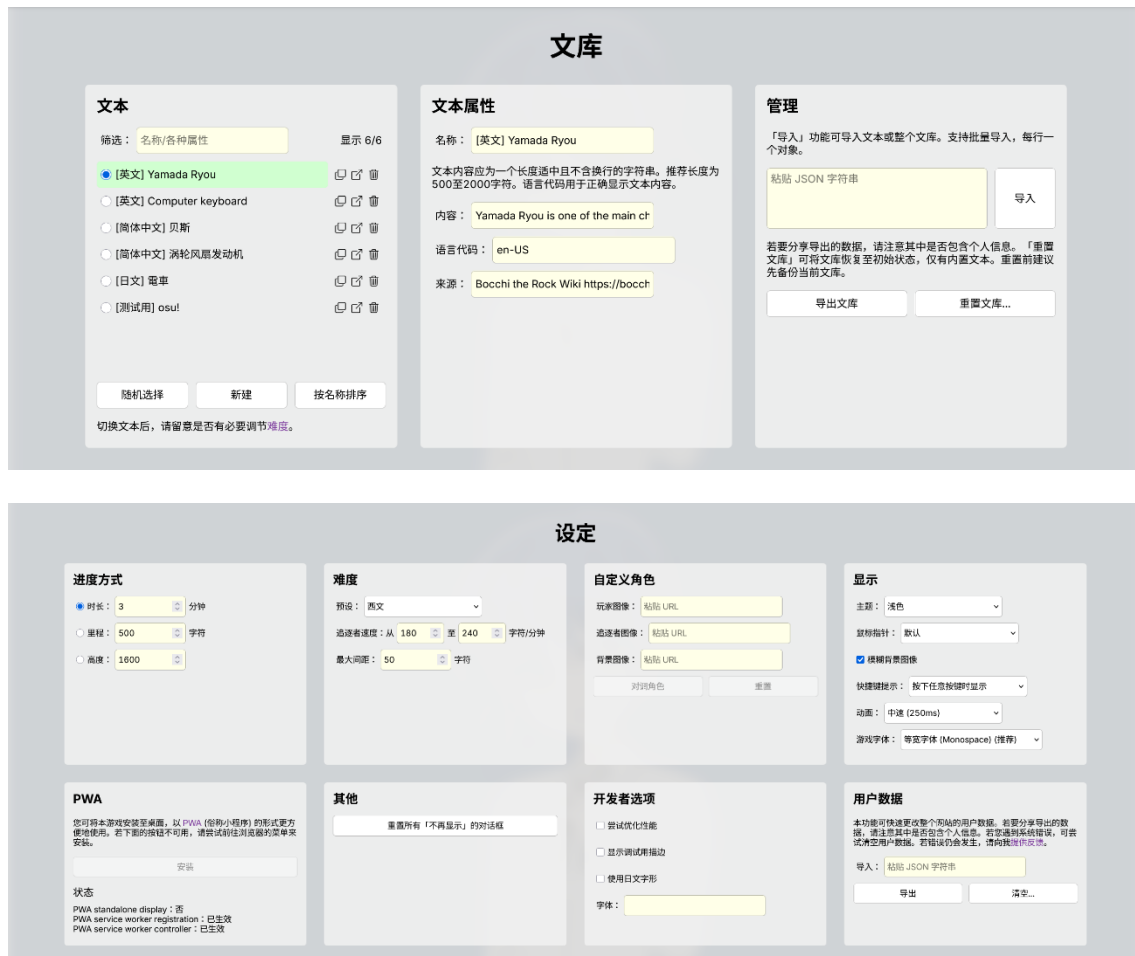 文库
文本
筛选：
名称/各种属性
显示 6/6
[英文] Yamada Ryou
[英文] Computer keyboard
[简体中文] 贝斯
[简体中文] 涡轮风扇发动机
[日文] 電車
[测试用] osu!
随机选择
新建
按名称排序
切换文本后，请留意是否有必要调节难度。
文本属性
名称：
[英文] Yamada Ryou
文本内容应为一个长度适中且不含换行的字符串。推荐长度为
500至2000字符。语言代码用于正确显示文本内容。
内容：
Yamada Ryou is one of the main ch
语言代码：
en-US
来源：
Bocchi the Rock Wiki https://bocch
管理
「导入」功能可导入文本或整个文库。支持批量导入，每行一
个对象。
粘贴 JSON 字符串
导入
若要分享导出的数据，请注意其中是否包含个人信息。「重置
文库」可将文库恢复至初始状态，仅有内置文本。重置前建议
先备份当前文库。
导出文库
重置文库...
设定
进度方式
时长：
3
分钟
里程：
500
字符
高度：
1600
难度
预设：
西文
追逐者速度：从
180
至
240
字符/分钟
最大间距：
50
字符
自定义角色
玩家图像：
粘贴 URL
追逐者图像：
粘贴 URL
背景图像：
粘贴 URL
对调角色
重置
显示
主题：
浅色
鼠标指针：
默认
模糊背景图像
快捷键提示：
按下任意按键时显示
动画：
中速 (250ms)
游戏字体：
等宽字体 (Monospace) (推荐)
PWA
您可将本游戏安装至桌面，以 PWA (俗称小程序) 的形式更方
便地使用。若下面的按钮不可用，请尝试前往浏览器的菜单来
安装。
安装
状态
PWA standalone display：否
PWA service worker registration：已生效
PWA service worker controller：已生效
其他
重置所有「不再显示」的对话框
开发者选项
尝试优化性能
显示调试用描边
使用日文字形
字体：
用户数据
本功能可快速更改整个网站的用户数据。若要分享导出的数
据，请注意其中是否包含个人信息。若您遇到系统错误，可尝
试清空用户数据。若错误仍会发生，请向我提供反馈。
导入：
粘贴 JSON 字符串
导出
清空...